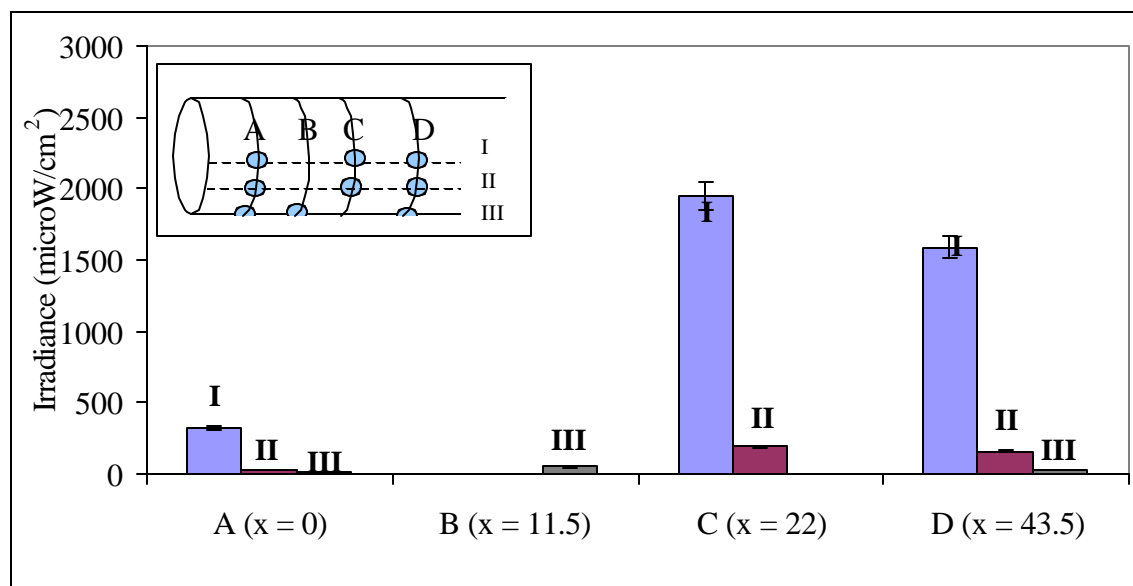 Irradiance (microW/cm²)
3000
2500
2000
1500
1000
500
0
A B C D
I
II
III
I
II
III
III
I
II
I
II
III
A (x = 0) B (x = 11.5) C (x = 22) D (x = 43.5)